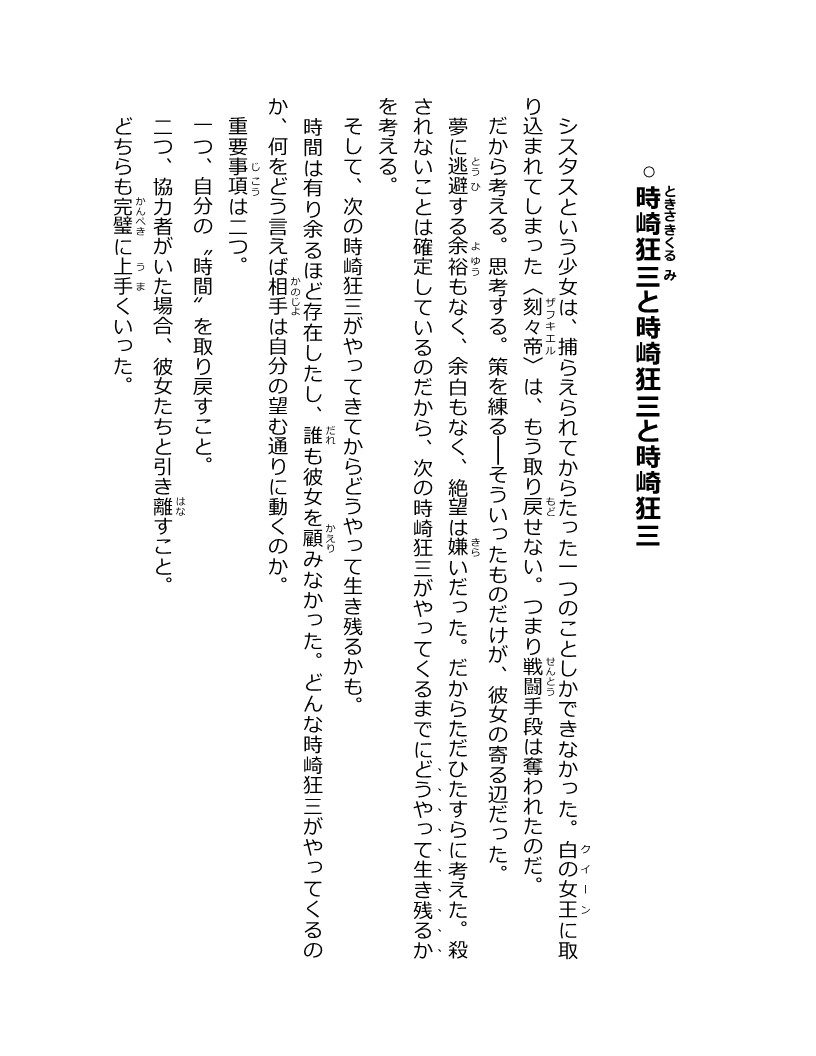 ○時崎狂三と時崎狂三と時崎狂三
シスタスという少女は、捕らえられてからたった一つのことしかできなかった。白の女王に取
り込まれてしまった〈刻々帝〉は、もう取り戻せない。つまり戦闘手段は奪われたのだ。
だから考える。思考する。策を練る──そういったものだけが、彼女の寄る辺だった。
夢に逃避する余裕もなく、余白もなく、絶望は嫌いだった。だからただひたすらに考えた。殺
されないことは確定しているのだから、次の時崎狂三がやってくるまでにどうやって生き残るか
を考える。
そして、次の時崎狂三がやってきてからどうやって生き残るかも。
時間は有り余るほど存在したし、誰も彼女を顧みなかった。どんな時崎狂三がやってくるの
か、何をどう言えば相手は自分の望む通りに動くのか。
重要事項は二つ。
一つ、自分の〝時間〟を取り戻すこと。
二つ、協力者がいた場合、彼女たちと引き離すこと。
どちらも完璧に上手くいった。